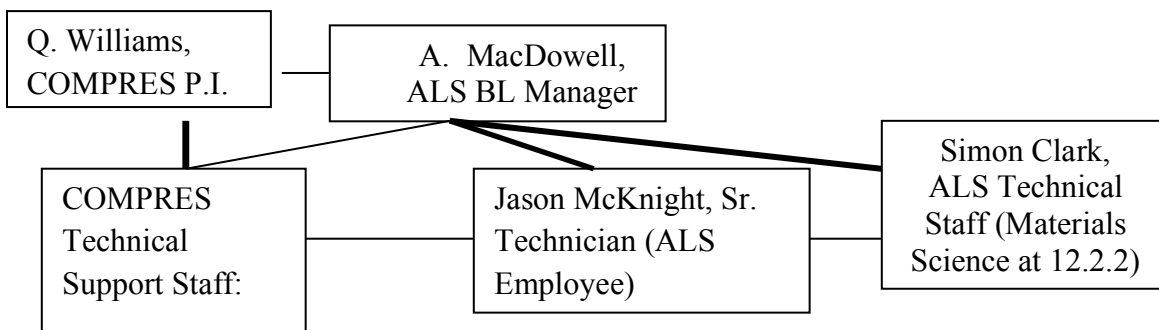 Q. Williams,
COMPRES P.I.
A. MacDowell,
ALS BL Manager
Simon Clark,
ALS Technical
Staff (Materials
Science at 12.2.2)
COMPRES
Technical
Support Staff:
Jason McKnight, Sr.
Technician (ALS
Employee)